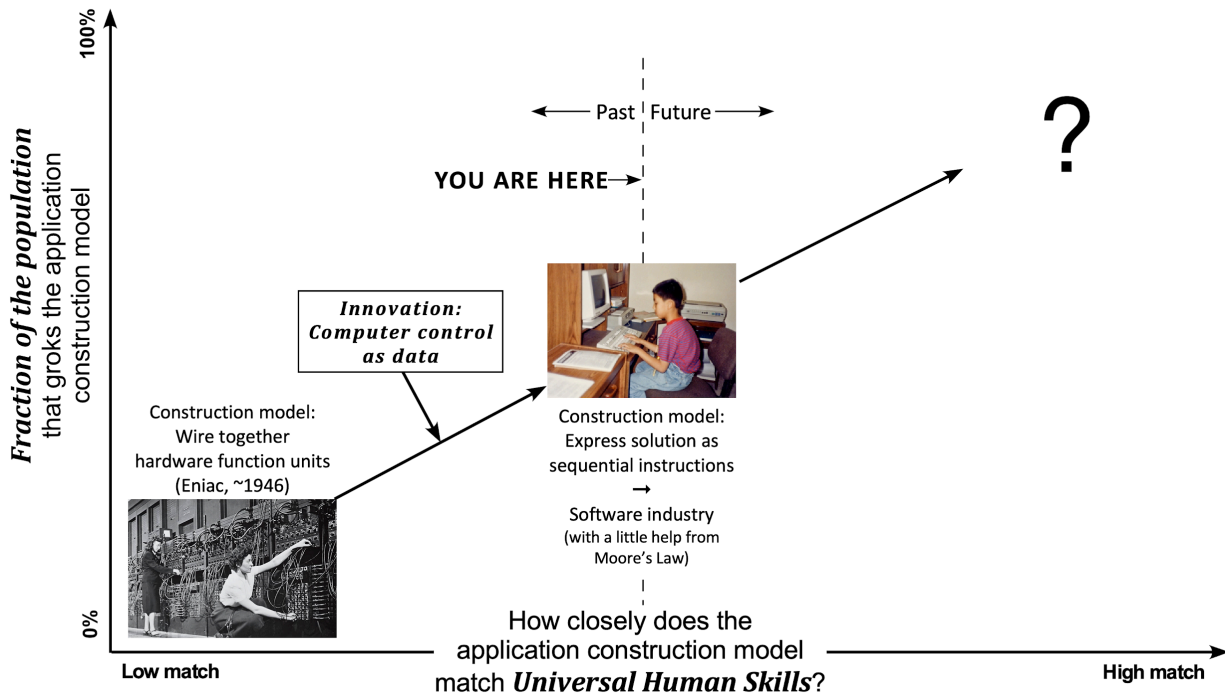 100%
Fraction of the population
that groks the application
construction model
0%
Past Future
YOU ARE HERE
?
Innovation:
Computer control
as data
Construction model:
Wire together
hardware function units
(Eniac, ~1946)
Construction model:
Express solution as
sequential instructions
→
Software industry
(with a little help from
Moore's Law)
Low match
How closely does the
application construction model
match Universal Human Skills?
High match